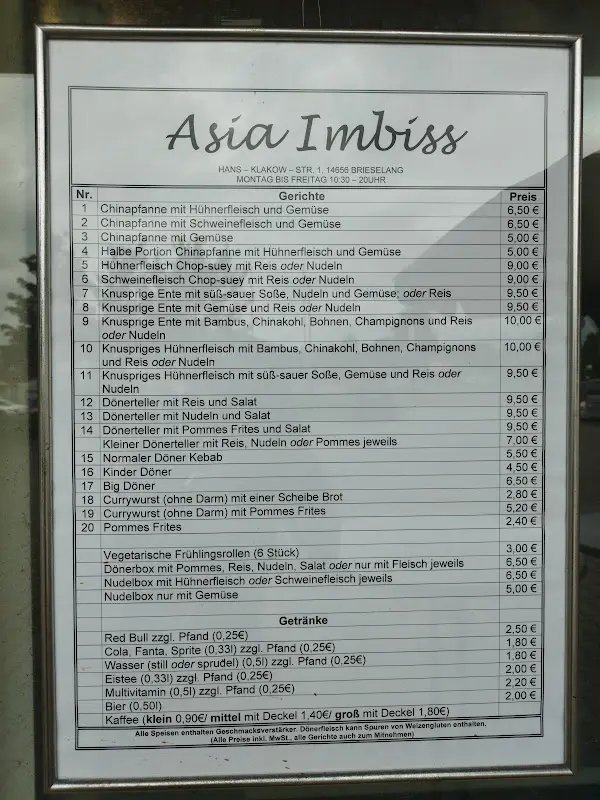 Asia Imbiss
HANS – KLAKOW – STR. 1, 14656 BRIESELANG
MONTAG BIS FREITAG 10:30 – 20UHR
Nr. Gerichte Preis
1 Chinapfanne mit Hühnerfleisch und Gemüse 6,50 €
2 Chinapfanne mit Schweinefleisch und Gemüse 6,50 €
3 Chinapfanne mit Gemüse 5,00 €
4 Halbe Portion Chinapfanne mit Hühnerfleisch und Gemüse 5,00 €
5 Hühnerfleisch Chop-suey mit Reis oder Nudeln 9,00 €
6 Schweinefleisch Chop-suey mit Reis oder Nudeln 9,00 €
7 Knusprige Ente mit süß-sauer Soße, Nudeln und Gemüse; oder Reis 9,50 €
8 Knusprige Ente mit Gemüse und Reis oder Nudeln 9,50 €
9 Knusprige Ente mit Bambus, Chinakohl, Bohnen, Champignons und Reis 10,00 €
oder Nudeln
10 Knuspriges Hühnerfleisch mit Bambus, Chinakohl, Bohnen, Champignons 10,00 €
und Reis oder Nudeln
11 Knuspriges Hühnerfleisch mit süß-sauer Soße, Gemüse und Reis oder 9,50 €
Nudeln
12 Dönerteller mit Reis und Salat 9,50 €
13 Dönerteller mit Nudeln und Salat 9,50 €
14 Dönerteller mit Pommes Frites und Salat 9,50 €
Kleiner Dönerteller mit Reis, Nudeln oder Pommes jeweils 7,00 €
15 Normaler Döner Kebab 5,50 €
16 Kinder Döner 4,50 €
17 Big Döner 6,50 €
18 Currywurst (ohne Darm) mit einer Scheibe Brot 2,80 €
19 Currywurst (ohne Darm) mit Pommes Frites 5,20 €
20 Pommes Frites 2,40 €
Vegetarische Frühlingsrollen (6 Stück) 3,00 €
Dönerbox mit Pommes, Reis, Nudeln, Salat oder nur mit Fleisch jeweils 6,50 €
Nudelbox mit Hühnerfleisch oder Schweinefleisch jeweils 6,50 €
Nudelbox nur mit Gemüse 5,00 €
Getränke
Red Bull zzgl. Pfand (0,25€) 2,50 €
Cola, Fanta, Sprite (0,33l) zzgl. Pfand (0,25€) 1,80 €
Wasser (still oder sprudel) (0,5l) zzgl. Pfand (0,25€) 1,80 €
Eistee (0,33l) zzgl. Pfand (0,25€) 2,00 €
Multivitamin (0,5l) zzgl. Pfand (0,25€) 2,20 €
Bier (0,50l) 2,00 €
Kaffee (klein 0,90€/ mittel mit Deckel 1,40€/ groß mit Deckel 1,80€)
Alle Speisen enthalten Geschmacksverstärker. Dönerfleisch kann Spuren von Weizengluten enthalten.
(Alle Preise inkl. MwSt., alle Gerichte auch zum Mitnehmen)